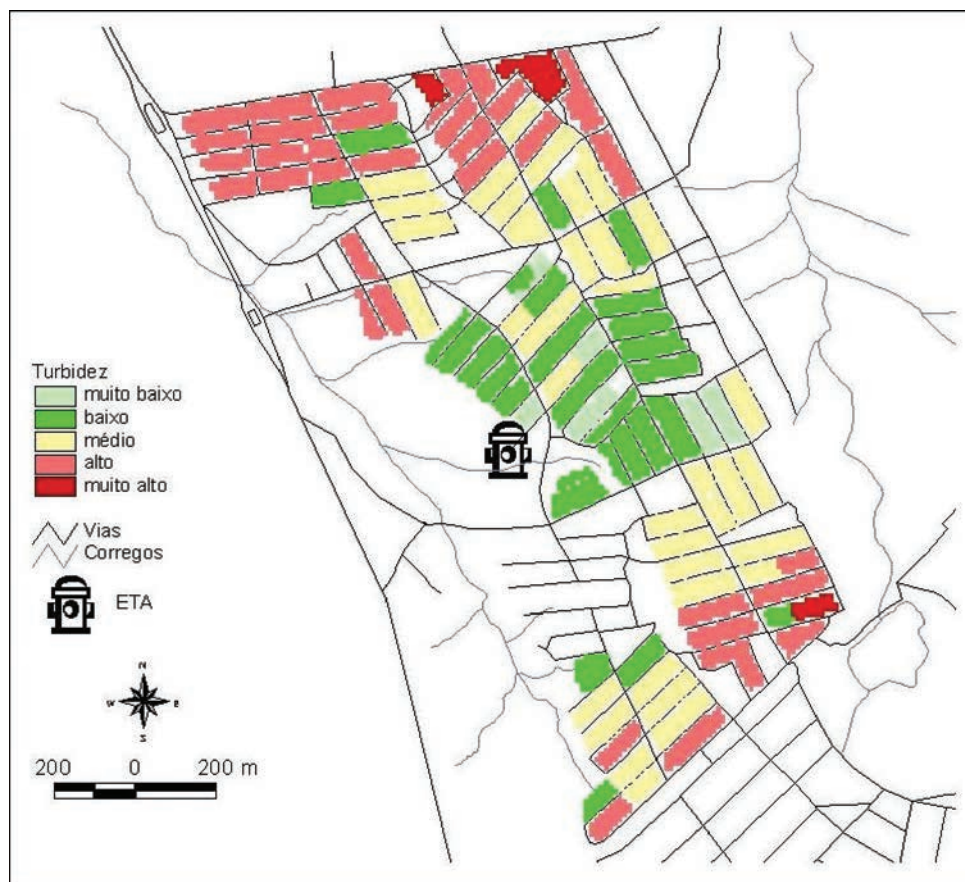 Turbidez
muito baixo
baixo
médio
alto
muito alto
Vias
Corregos
ETA
N
W E
S
200 0 200 m